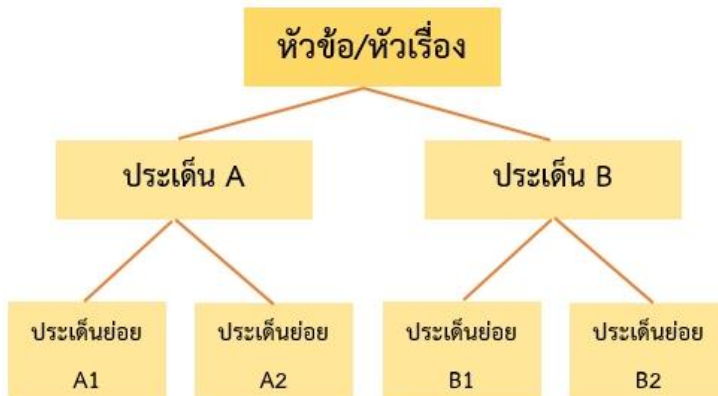 หัวข้อ/หัวเรื่อง
ประเด็น A
ประเด็น B
ประเด็นย่อย
A1
ประเด็นย่อย
A2
ประเด็นย่อย
B1
ประเด็นย่อย
B2